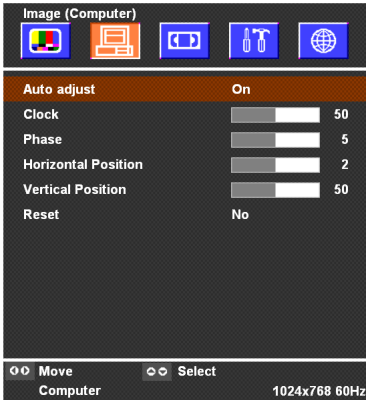 Image (Computer)
Auto adjust On
Clock 50
Phase 5
Horizontal Position 2
Vertical Position 50
Reset No
Move Select
Computer 1024x768 60Hz